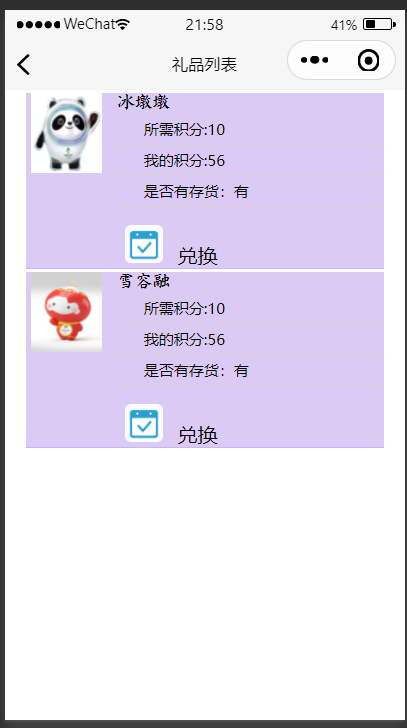 WeChat 21:58 41%
礼品列表
冰墩墩
所需积分:10
我的积分:56
是否有存货：有
兑换
雪容融
所需积分:10
我的积分:56
是否有存货：有
兑换